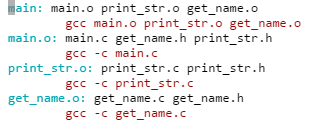 main: main.o print_str.o get_name.o
gcc main.o print_str.o get_name.o
main.o: main.c get_name.h print_str.h
gcc -c main.c
print_str.o: print_str.c print_str.h
gcc -c print_str.c
get_name.o: get_name.c get_name.h
gcc -c get_name.c